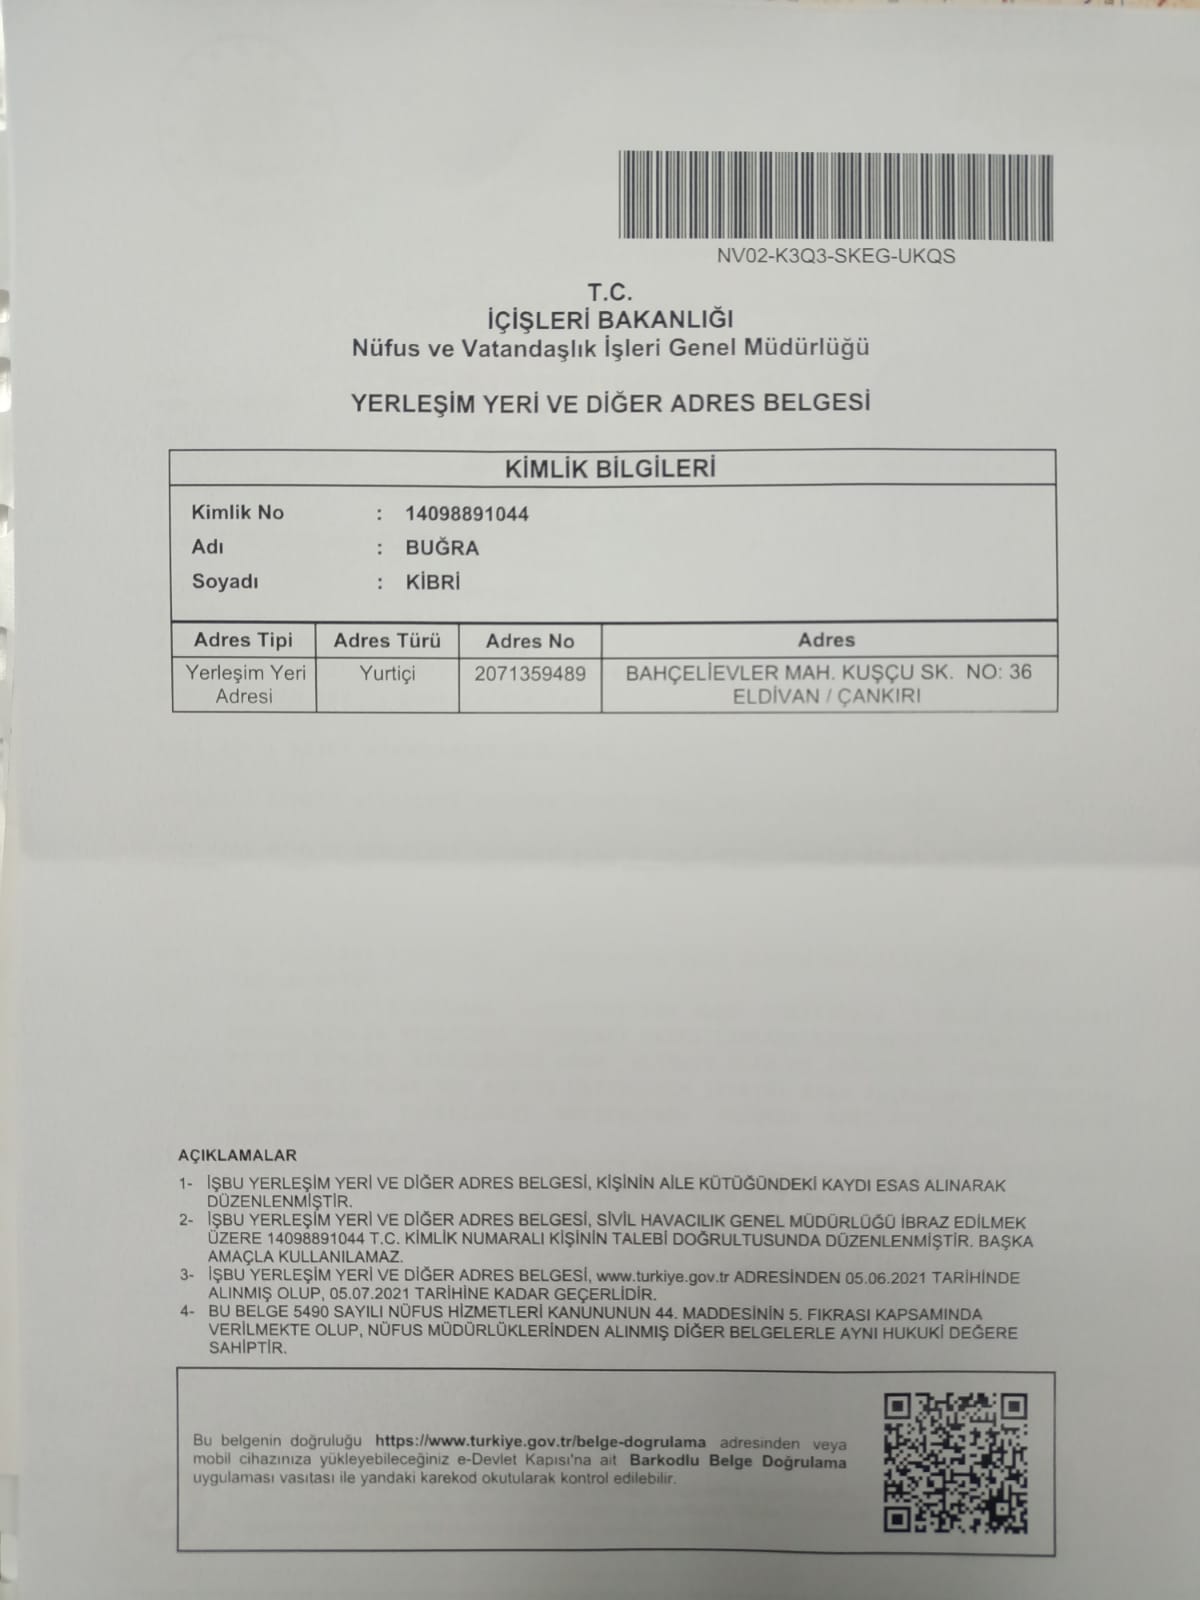 NV02-K3Q3-SKEG-UKQS
T.C.
İÇİŞLERİ BAKANLIĞI
Nüfus ve Vatandaşlık İşleri Genel Müdürlüğü
YERLEŞİM YERİ VE DİĞER ADRES BELGESİ
KİMLİK BİLGİLERİ
Kimlik No : 14098891044
Adı : BUĞRA
Soyadı : KİBRİ
Adres Tipi Adres Türü Adres No Adres
Yerleşim Yeri Yurtiçi 2071359489 BAHÇELİEVLER MAH. KUŞÇU SK. NO: 36
Adresi ELDİVAN / ÇANKIRI
AÇIKLAMALAR
1- İŞBU YERLEŞİM YERİ VE DİĞER ADRES BELGESİ, KİŞİNİN AİLE KÜTÜĞÜNDEKİ KAYDI ESAS ALINARAK
DÜZENLENMİŞTİR.
2- İŞBU YERLEŞİM YERİ VE DİĞER ADRES BELGESİ, SİVİL HAVACILIK GENEL MÜDÜRLÜĞÜ İBRAZ EDİLMEK
ÜZERE 14098891044 T.C. KİMLİK NUMARALI KİŞİNİN TALEBİ DOĞRULTUSUNDA DÜZENLENMİŞTİR. BAŞKA
AMAÇLA KULLANILAMAZ.
3- İŞBU YERLEŞİM YERİ VE DİĞER ADRES BELGESİ, www.turkiye.gov.tr ADRESİNDEN 05.06.2021 TARİHİNDE
ALINMIŞ OLUP, 05.07.2021 TARİHİNE KADAR GEÇERLİDİR.
4- BU BELGE 5490 SAYILI NÜFUS HİZMETLERİ KANUNUNUN 44. MADDESİNİN 5. FIKRASI KAPSAMINDA
VERİLMEKTE OLUP, NÜFUS MÜDÜRLÜKLERİNDEN ALINMIŞ DİĞER BELGELERLE AYNI HUKUKİ DEĞERE
SAHİPTİR.
Bu belgenin doğruluğu https://www.turkiye.gov.tr/belge-dogrulama adresinden veya
mobil cihazınıza yükleyebileceğiniz e-Devlet Kapısı'na ait Barkodlu Belge Doğrulama
uygulaması vasıtası ile yandaki karekod okutularak kontrol edilebilir.